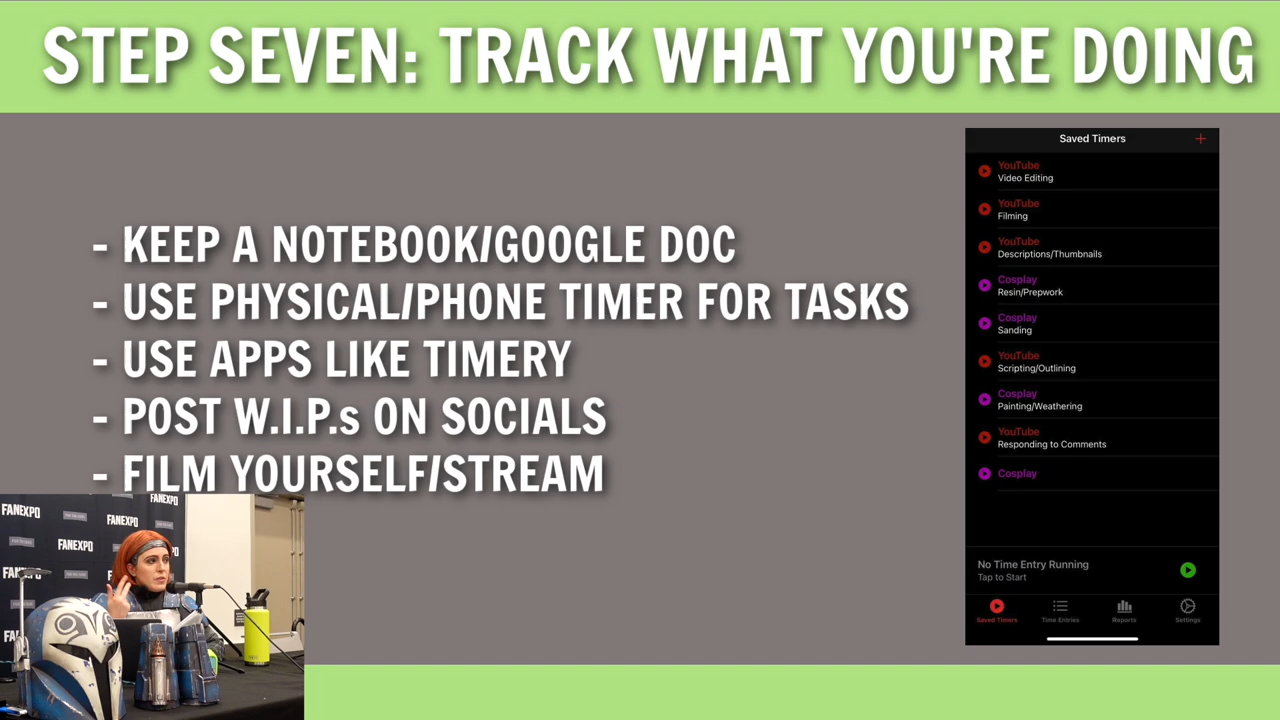 STEP SEVEN: TRACK WHAT YOU'RE DOING
- KEEP A NOTEBOOK/GOOGLE DOC
- USE PHYSICAL/PHONE TIMER FOR TASKS
- USE APPS LIKE TIMERY
- POST W.I.P.s ON SOCIALS
- FILM YOURSELF/STREAM
Saved Timers
YouTube
Video Editing
YouTube
Filming
YouTube
Descriptions/Thumbnails
Cosplay
Resin/Prepwork
Cosplay
Sanding
YouTube
Scripting/Outlining
Cosplay
Painting/Weathering
YouTube
Responding to Comments
Cosplay
No Time Entry Running
Tap to Start
Saved Timers
Time Entries
Reports
Settings
FANEXPO
FANEXPO
FANEXPO
FANEXPO